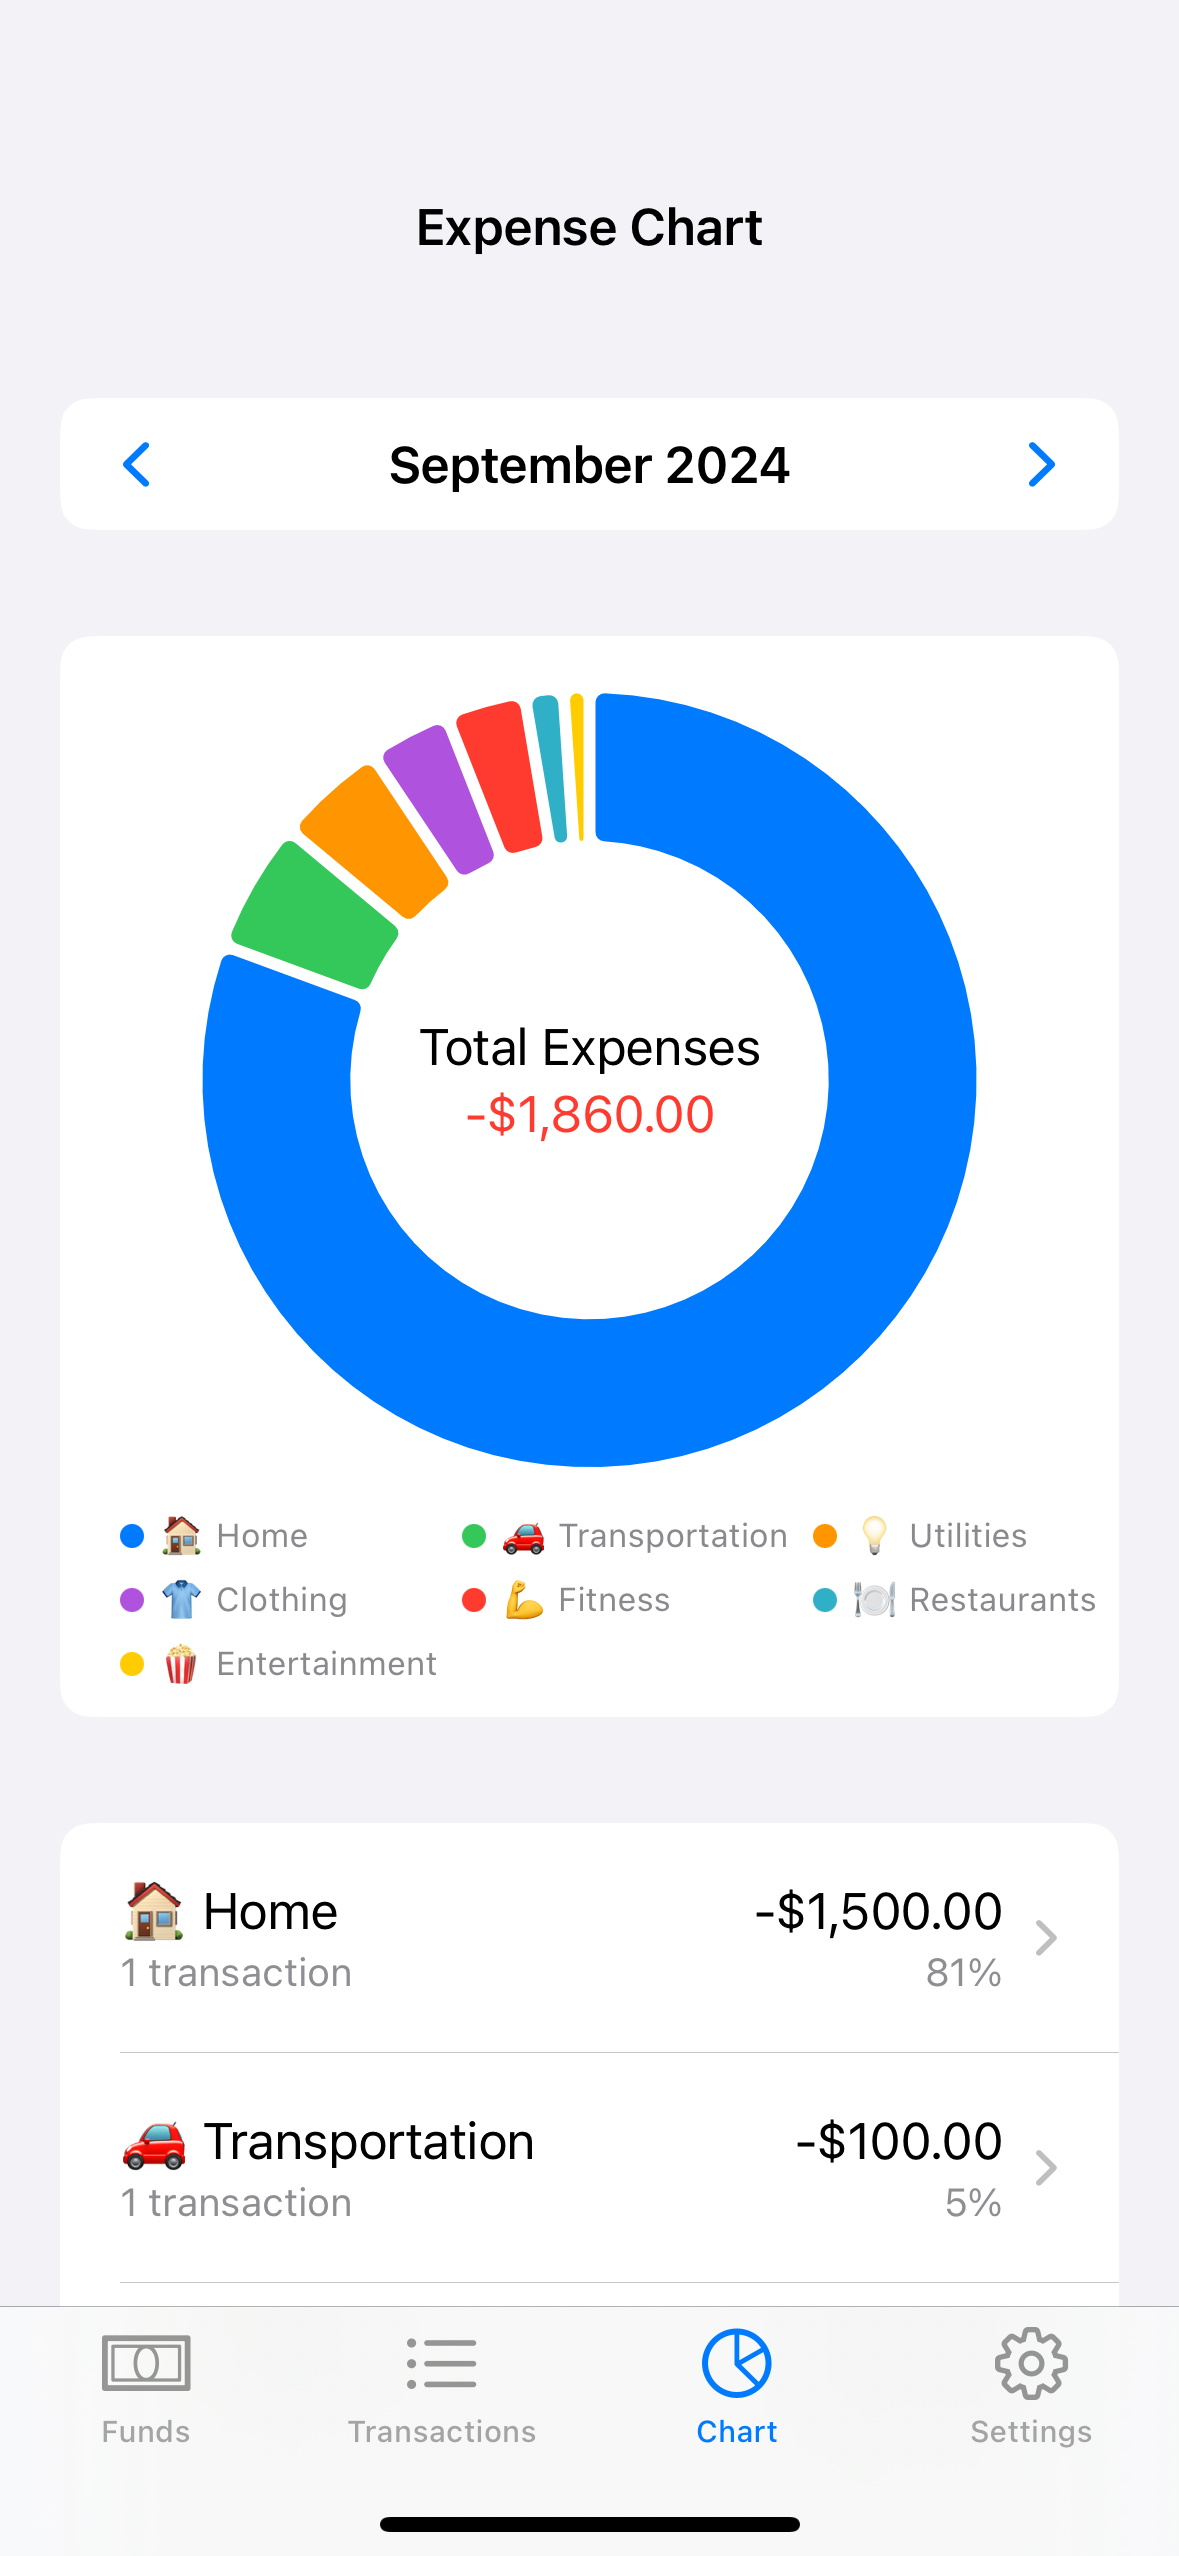 Expense Chart
September 2024
Total Expenses
-$1,860.00
Home
Transportation
Utilities
Clothing
Fitness
Restaurants
Entertainment
Home
-$1,500.00
1 transaction
81%
Transportation
-$100.00
1 transaction
5%
Funds
Transactions
Chart
Settings